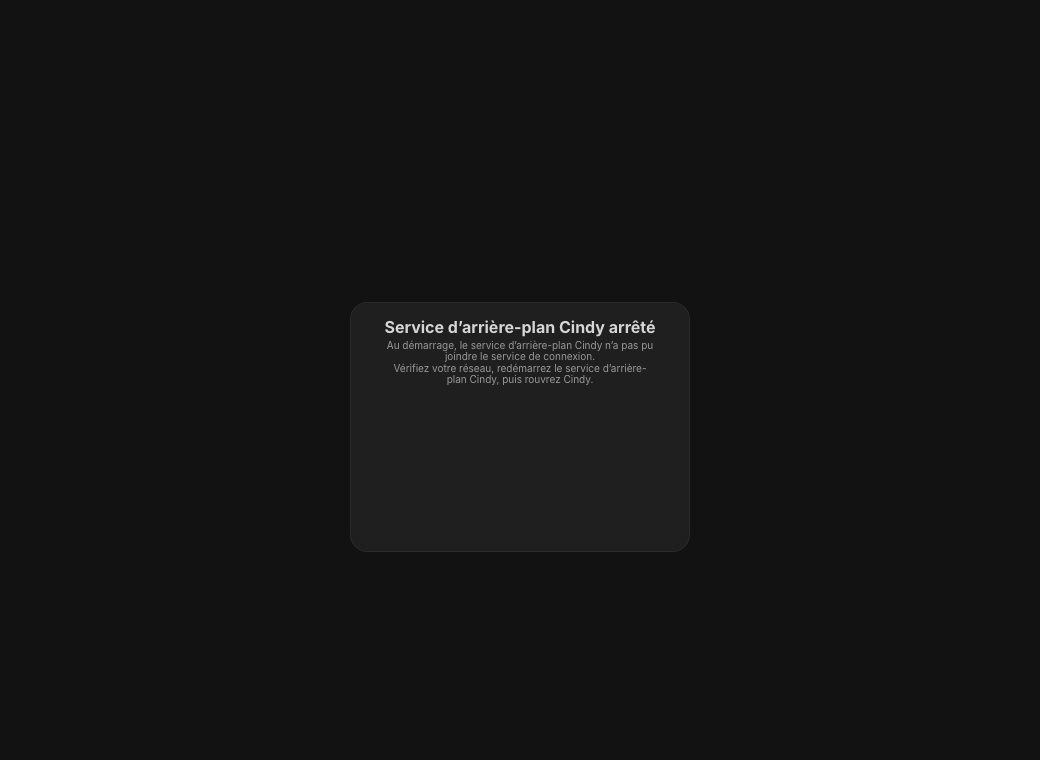 Service d’arrière-plan Cindy arrêté
Au démarrage, le service d’arrière-plan Cindy n’a pas pu
joindre le service de connexion.
Vérifiez votre réseau, redémarrez le service d’arrière-
plan Cindy, puis rouvrez Cindy.